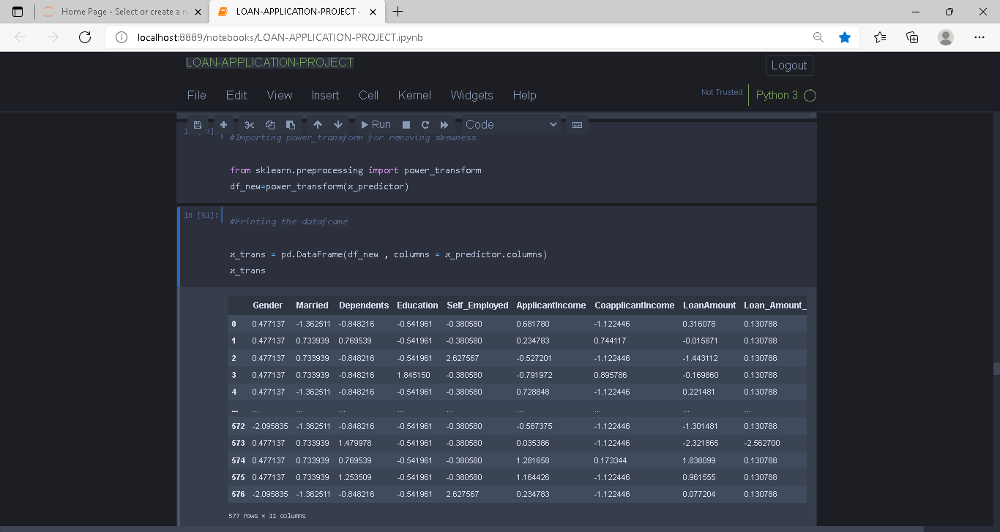 Home Page - Select or create a n
LOAN-APPLICATION-PROJECT -
localhost:8889/notebooks/LOAN-APPLICATION-PROJECT.ipynb
LOAN-APPLICATION-PROJECT
Logout
File Edit View Insert Cell Kernel Widgets Help
Not Trusted Python 3
Run Code
#Importing power_transform for removing skewness
from sklearn.preprocessing import power_transform
df_new=power_transform(x_predictor)
In [61]:
#Printing the dataframe
x_trans = pd.DataFrame(df_new , columns = x_predictor.columns)
x_trans
Gender Married Dependents Education Self_Employed ApplicantIncome CoapplicantIncome LoanAmount Loan_Amount_
0 0.477137 -1.362511 -0.848216 -0.541961 -0.380580 0.681780 -1.122446 0.316078 0.130788
1 0.477137 0.733939 0.769539 -0.541961 -0.380580 0.234783 0.744117 -0.015871 0.130788
2 0.477137 0.733939 -0.848216 -0.541961 2.627567 -0.527201 -1.122446 -1.443112 0.130788
3 0.477137 0.733939 -0.848216 1.845150 -0.380580 -0.791972 0.895786 -0.169860 0.130788
4 0.477137 -1.362511 -0.848216 -0.541961 -0.380580 0.728848 -1.122446 0.221481 0.130788
... ... ... ... ... ... ... ... ... ...
572 -2.095835 -1.362511 -0.848216 -0.541961 -0.380580 -0.587375 -1.122446 -1.301481 0.130788
573 0.477137 0.733939 1.479978 -0.541961 -0.380580 0.035386 -1.122446 -2.321865 -2.562700
574 0.477137 0.733939 0.769539 -0.541961 -0.380580 1.281658 0.173344 1.838099 0.130788
575 0.477137 0.733939 1.253509 -0.541961 -0.380580 1.164426 -1.122446 0.961555 0.130788
576 -2.095835 -1.362511 -0.848216 -0.541961 2.627567 0.234783 -1.122446 0.077204 0.130788
577 rows × 11 columns